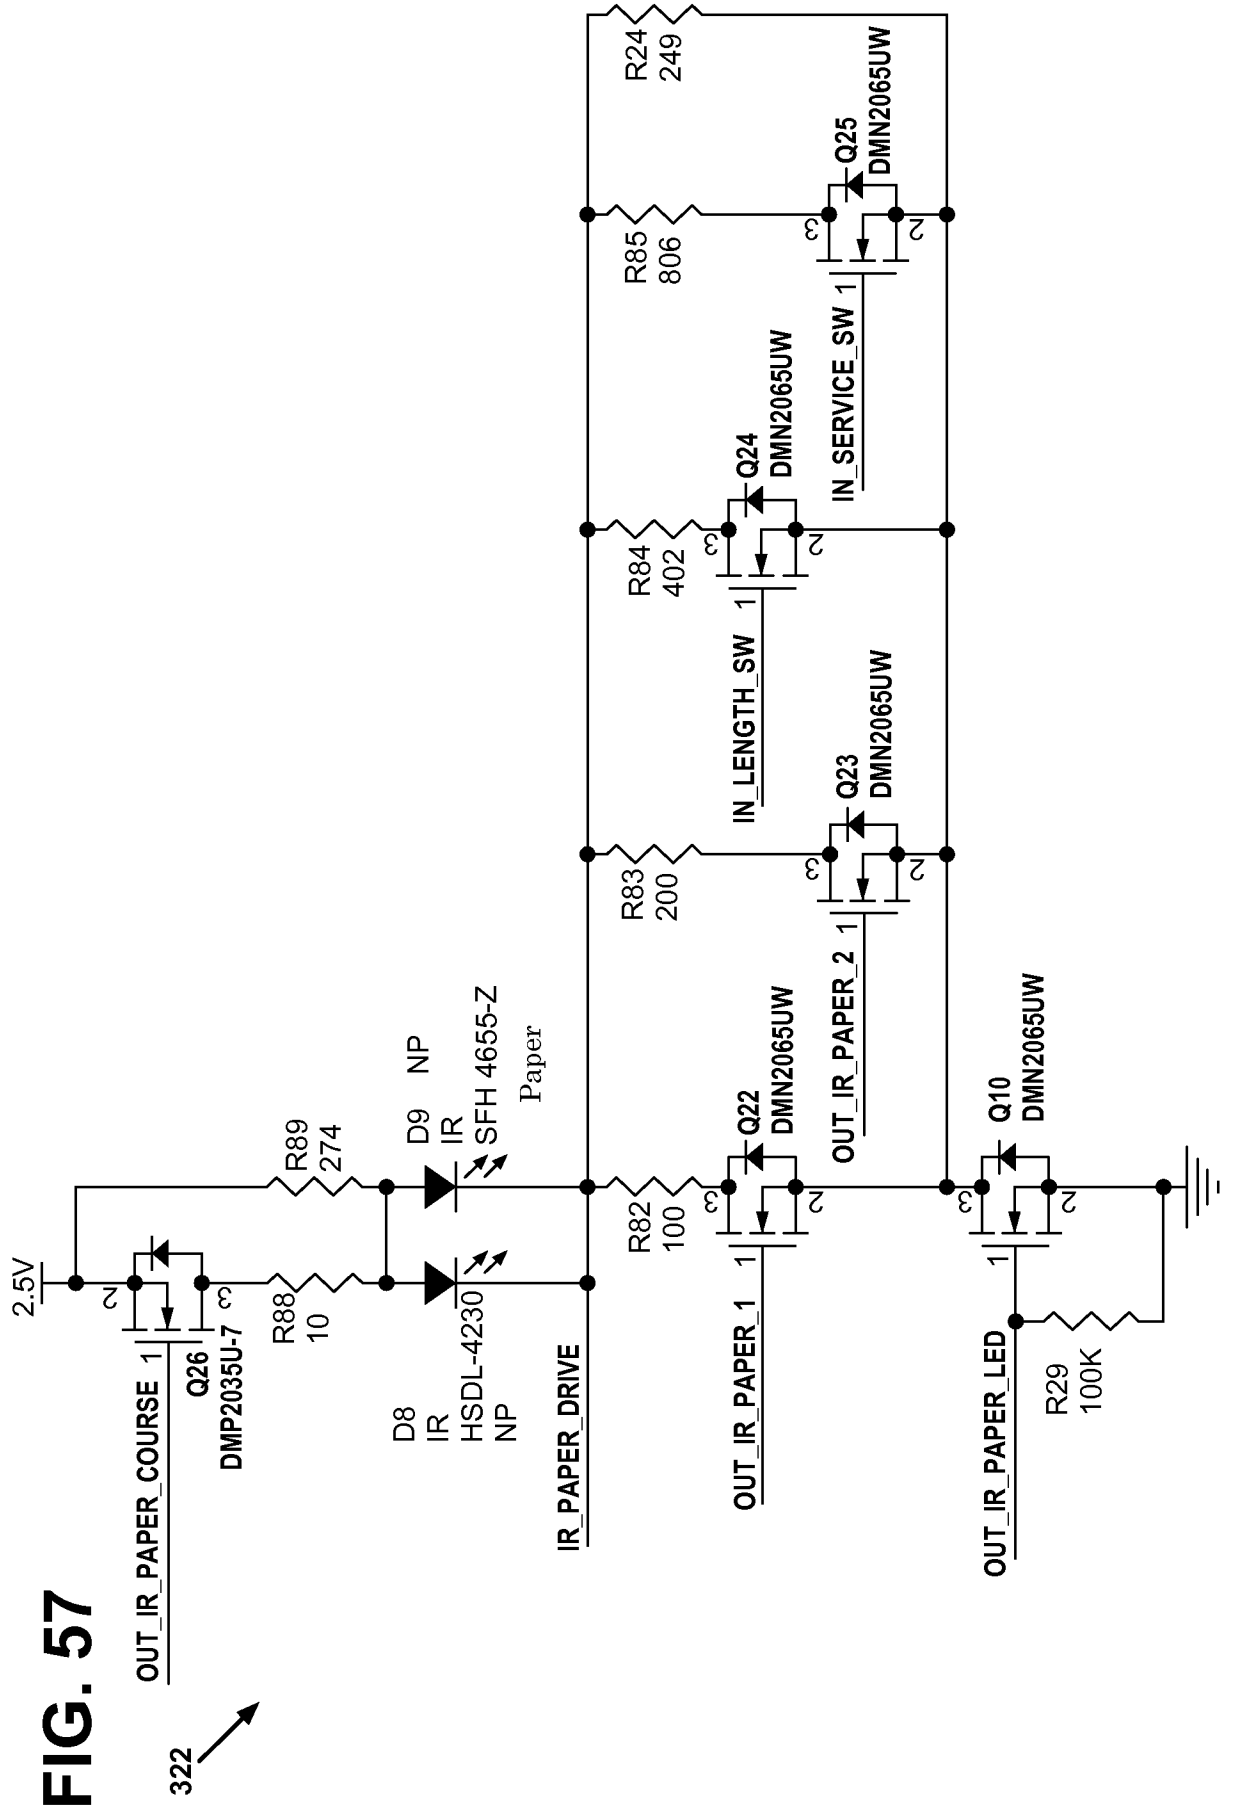 FIG. 57
322
2.5V
OUT_IR_PAPER_COURSE
1
2
3
Q26
DMP2035U-7
R88
10
R89
274
D8
IR
HSDL-4230
NP
D9 NP
IR
SFH 4655-Z
Paper
IR_PAPER_DRIVE
R82
100
OUT_IR_PAPER_1
1
3
2
Q22
DMN2065UW
R83
200
OUT_IR_PAPER_2
1
3
2
Q23
DMN2065UW
R84
402
IN_LENGTH_SW
1
3
2
Q24
DMN2065UW
R85
806
IN_SERVICE_SW
1
3
2
Q25
DMN2065UW
R24
249
OUT_IR_PAPER_LED
1
3
2
Q10
DMN2065UW
R29
100K